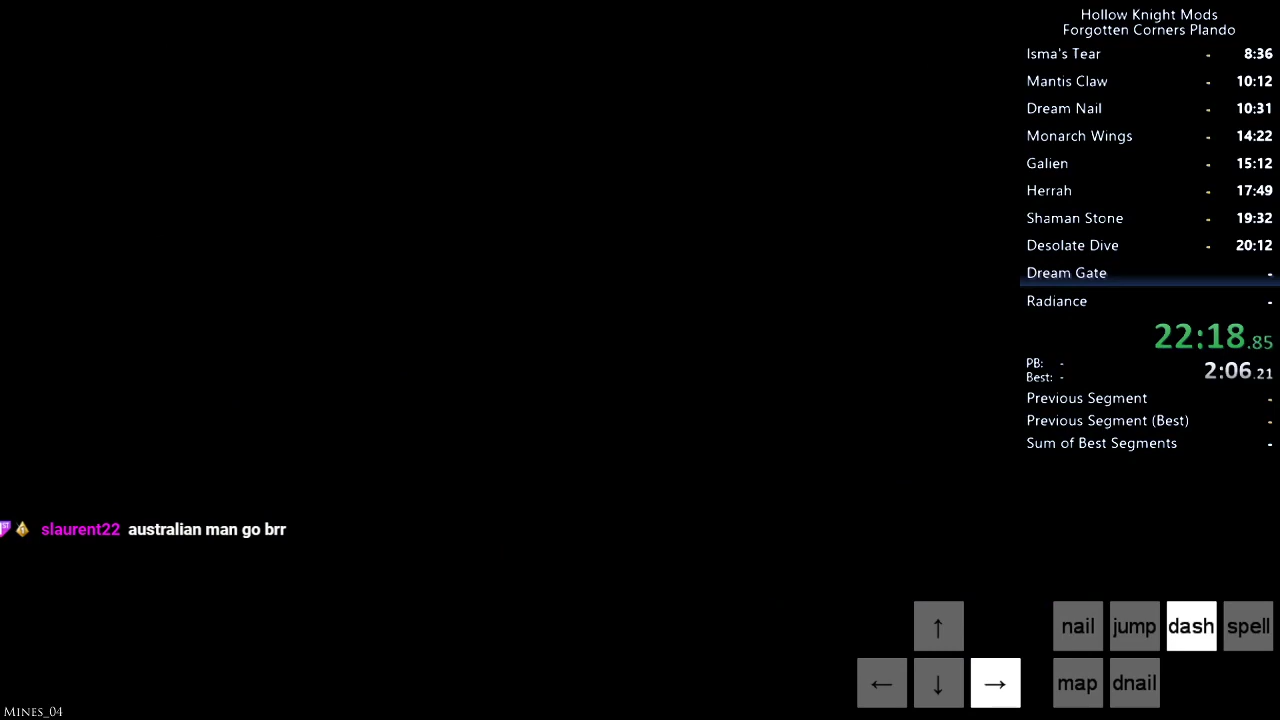 Hollow Knight Mods
Forgotten Corners Plando
Isma's Tear - 8:36
Mantis Claw - 10:12
Dream Nail - 10:31
Monarch Wings - 14:22
Galien - 15:12
Herrah - 17:49
Shaman Stone - 19:32
Desolate Dive - 20:12
Dream Gate -
Radiance -
22:18.85
PB: -
Best: -
2:06.21
Previous Segment -
Previous Segment (Best) -
Sum of Best Segments -
slaurent22 australian man go brr
↑ nail jump dash spell
← ↓ → map dnail
MINES_04